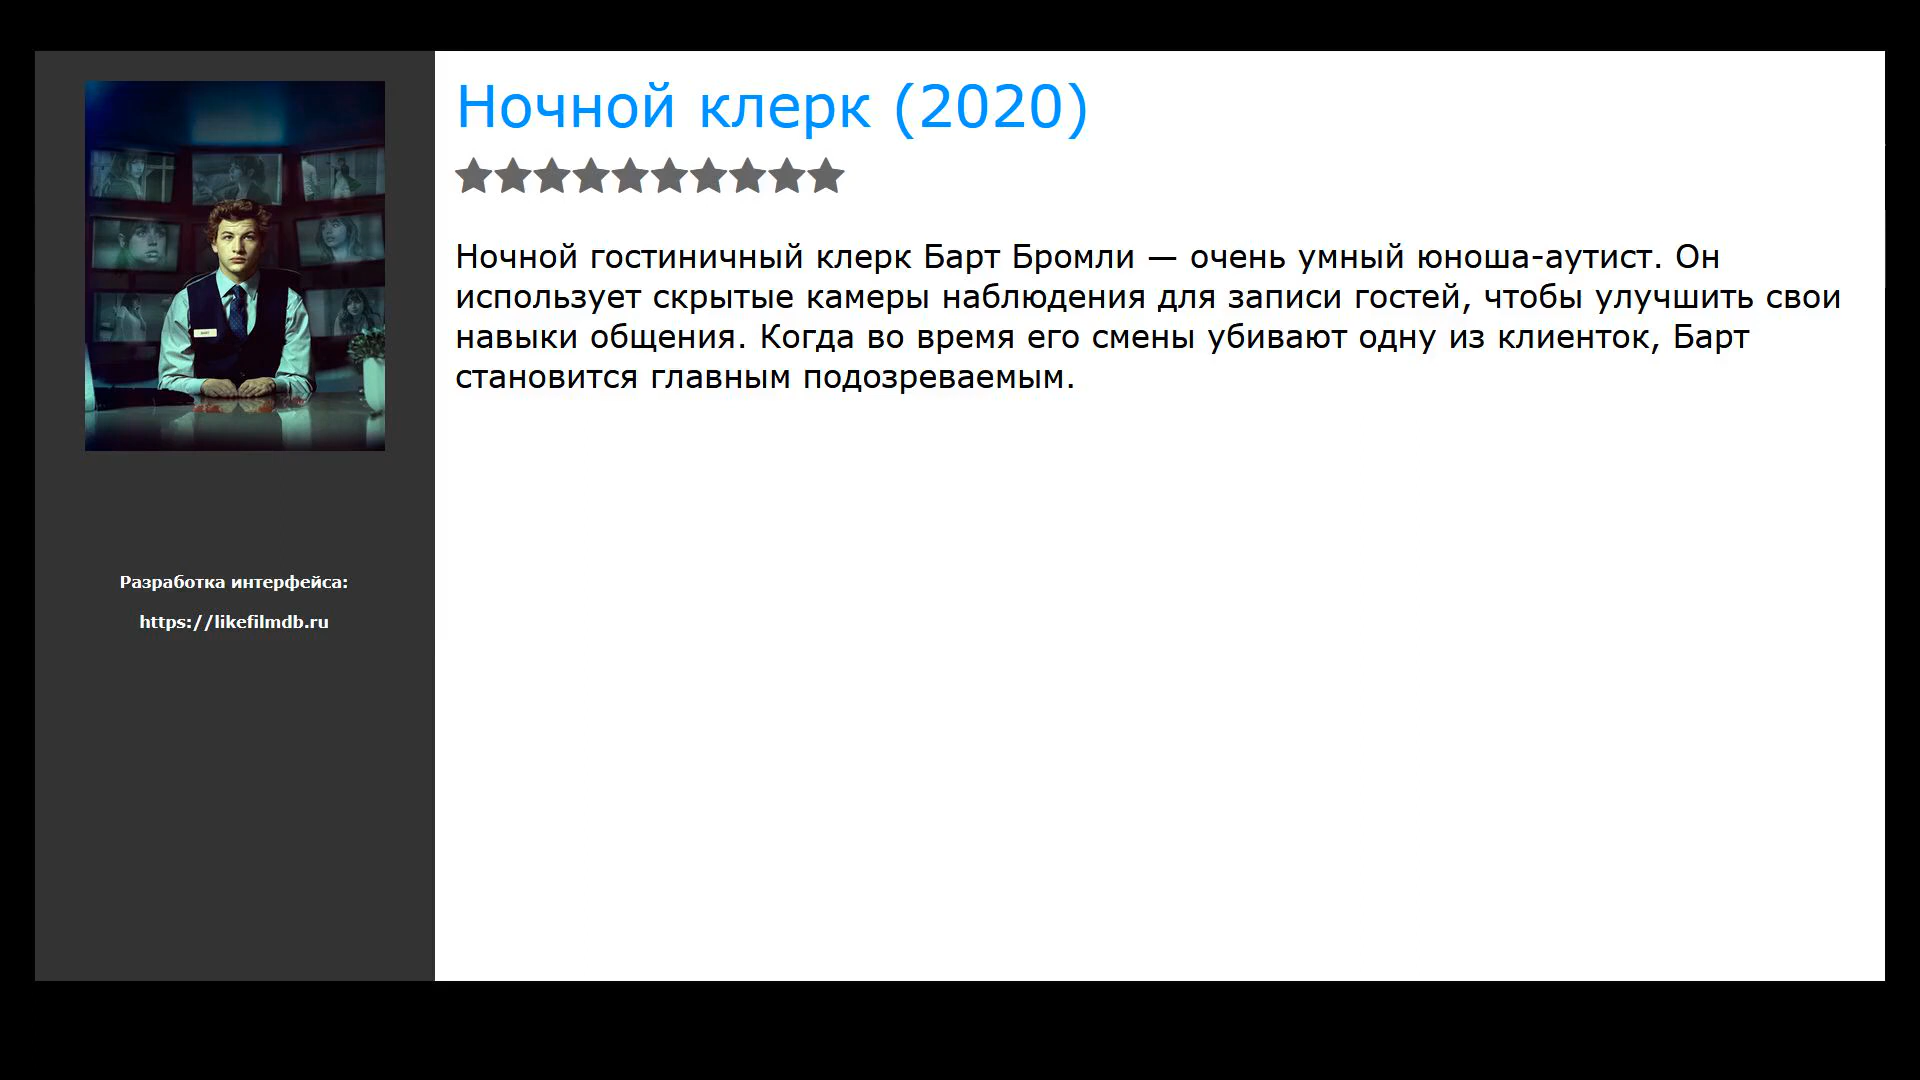 Ночной клерк (2020)
Ночной гостиничный клерк Барт Бромли — очень умный юноша-аутист. Он
использует скрытые камеры наблюдения для записи гостей, чтобы улучшить свои
навыки общения. Когда во время его смены убивают одну из клиенток, Барт
становится главным подозреваемым.
Разработка интерфейса:
https://likefilmdb.ru